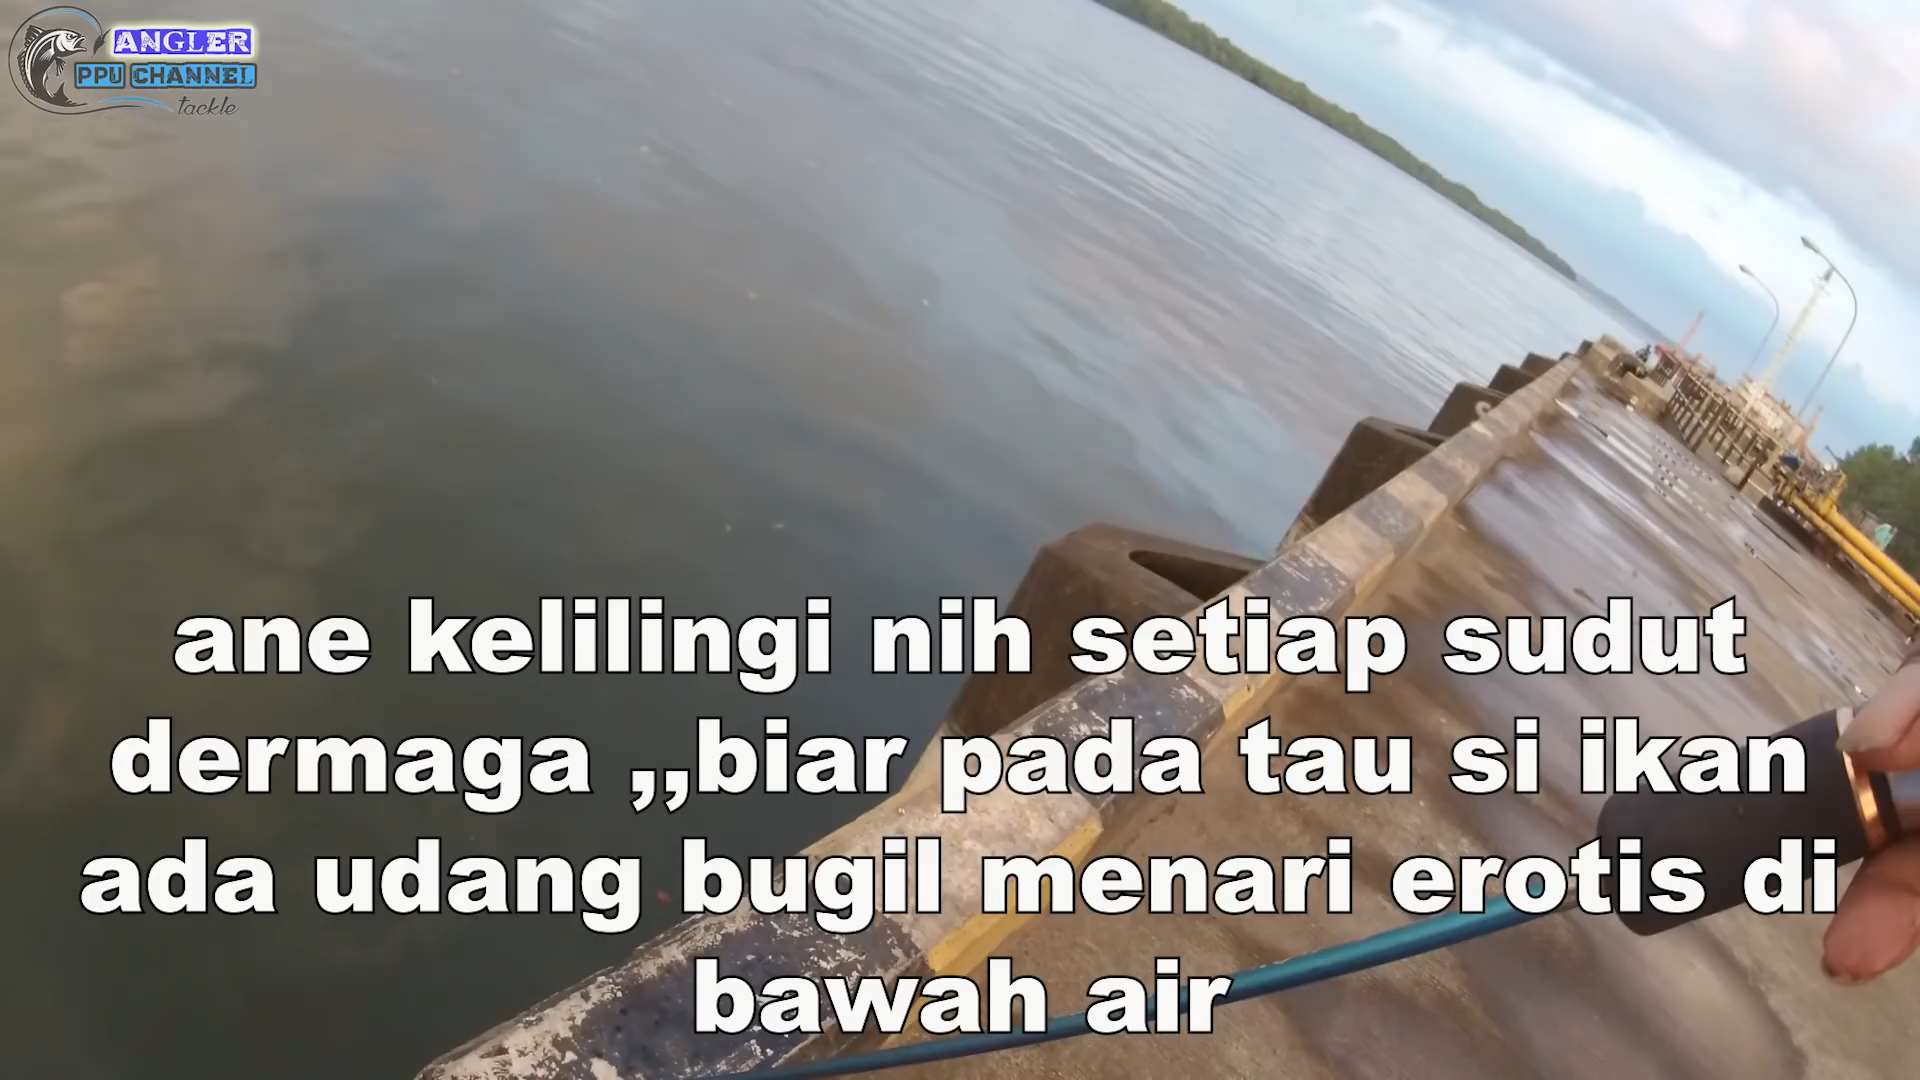 ANGLER
PPU CHANNEL
tackle
ane kelilingi nih setiap sudut
dermaga ,,biar pada tau si ikan
ada udang bugil menari erotis di
bawah air